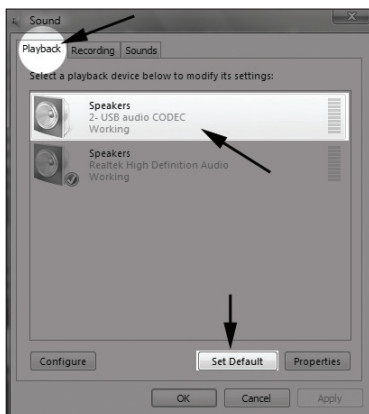 Sound
Playback Recording Sounds
Select a playback device below to modify its settings:
Speakers
2- USB audio CODEC
Working
Speakers
Realtek High Definition Audio
Working
Configure Set Default Properties
OK Cancel Apply